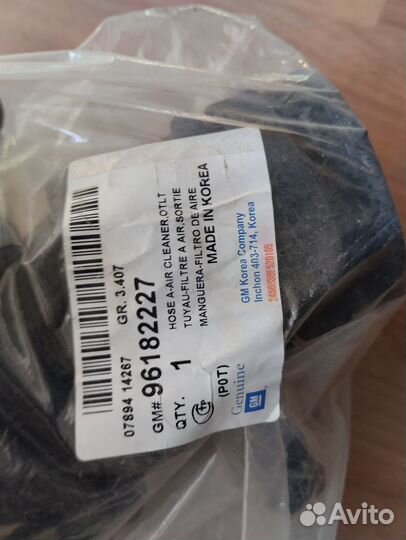 07894 14267 GR. 3.407
GM# 96182227
QTY. 1
HOSE A-AIR CLEANER,OTLT
TUYAU-FILTRE A AIR,SORTIE
MANGUERA-FILTRO DE AIRE
MADE IN KOREA
(P0T)
Genuine
GM
GM Korea Company
Inchon 403-714, Korea
Avito